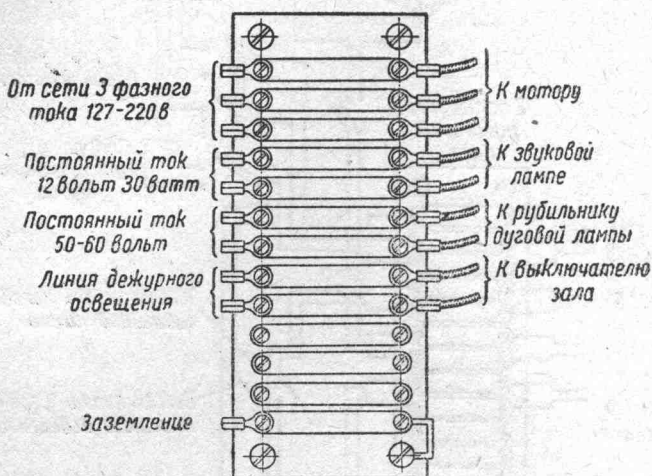 От сети 3 фазного
тока 127-220в
Постоянный ток
12 вольт 30 ватт
Постоянный ток
50-60 вольт
Линия дежурного
освещения
Заземление
К мотору
К звуковой
лампе
К рубильнику
дуговой лампы
К выключателю
зала